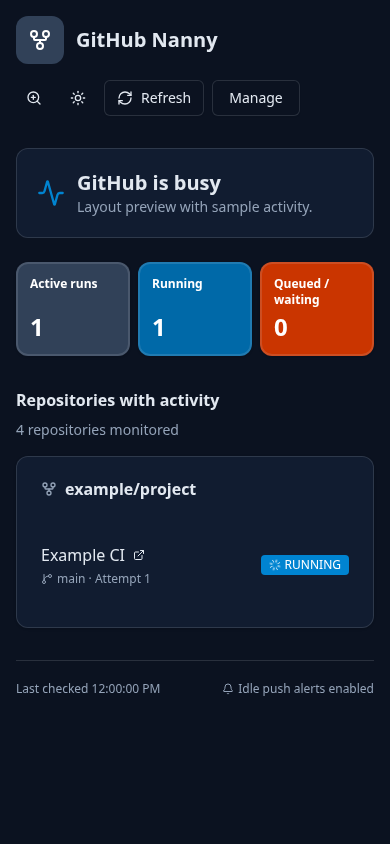 GitHub Nanny
Refresh
Manage
GitHub is busy
Layout preview with sample activity.
Active runs
1
Running
1
Queued /
waiting
0
Repositories with activity
4 repositories monitored
example/project
Example CI
main · Attempt 1
RUNNING
Last checked 12:00:00 PM
Idle push alerts enabled